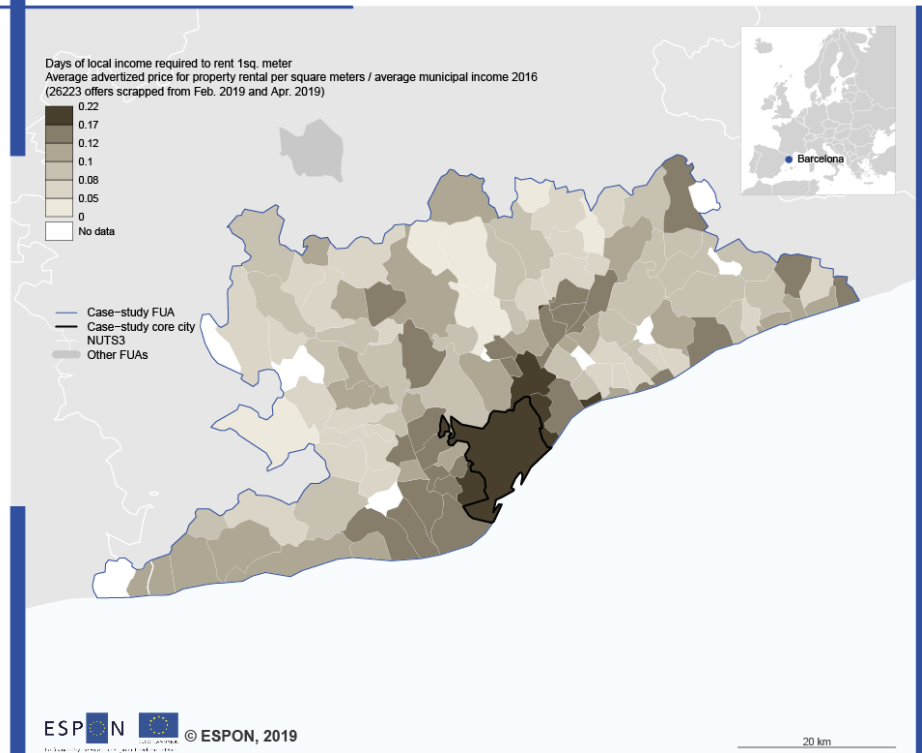 Days of local income required to rent 1sq. meter
Average advertized price for property rental per square meters / average municipal income 2016
(26223 offers scrapped from Feb. 2019 and Apr. 2019)
0.22
0.17
0.12
0.1
0.08
0.05
0
No data
Barcelona
Case-study FUA
Case-study core city
NUTS3
Other FUAs
ESPON
© ESPON, 2019
20 km